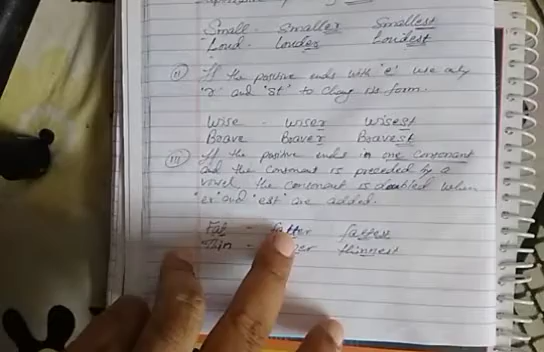 Small - Smaller Smallest
Loud - Louder Loudest
(ii) If the positive ends with 'e' use only
'r' and 'st' to its form.
Wise - wiser wisest
Brave Braver Bravest
(iii) If the positive ends in one consonant
and the consonant is preceded by a
vowel, the consonant is doubled when
'er' and 'est' are added.
Fat - fatter fattest
Thin - thinnest